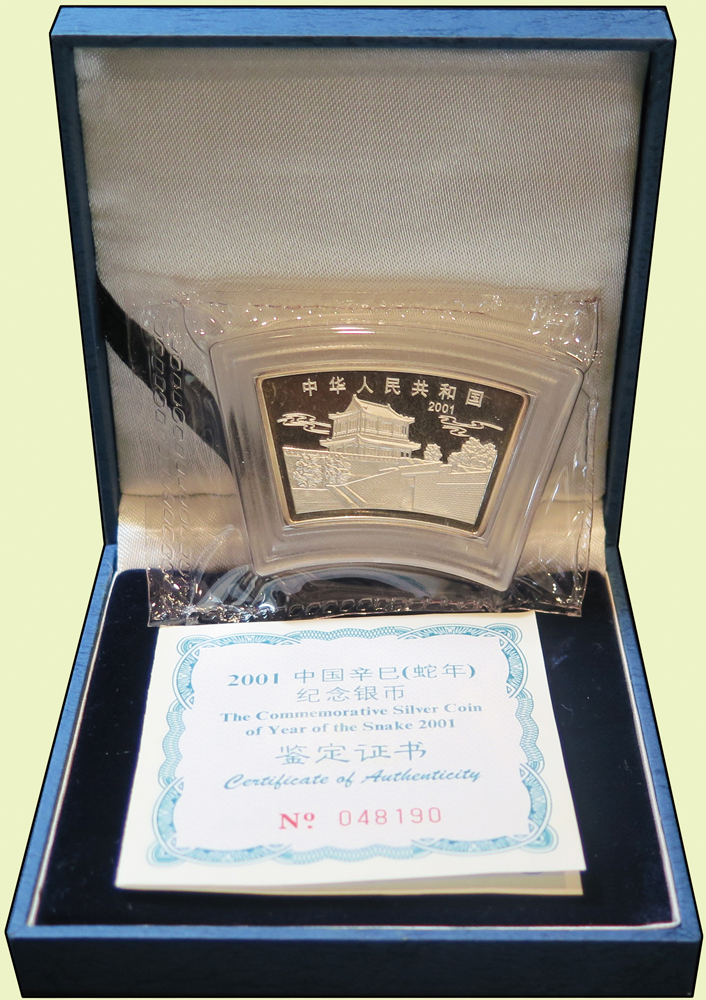 中华人民共和国
2001
2001 中国辛巳(蛇年)
纪念银币
The Commemorative Silver Coin
of Year of the Snake 2001
鉴定证书
Certificate of Authenticity
Nº 048190